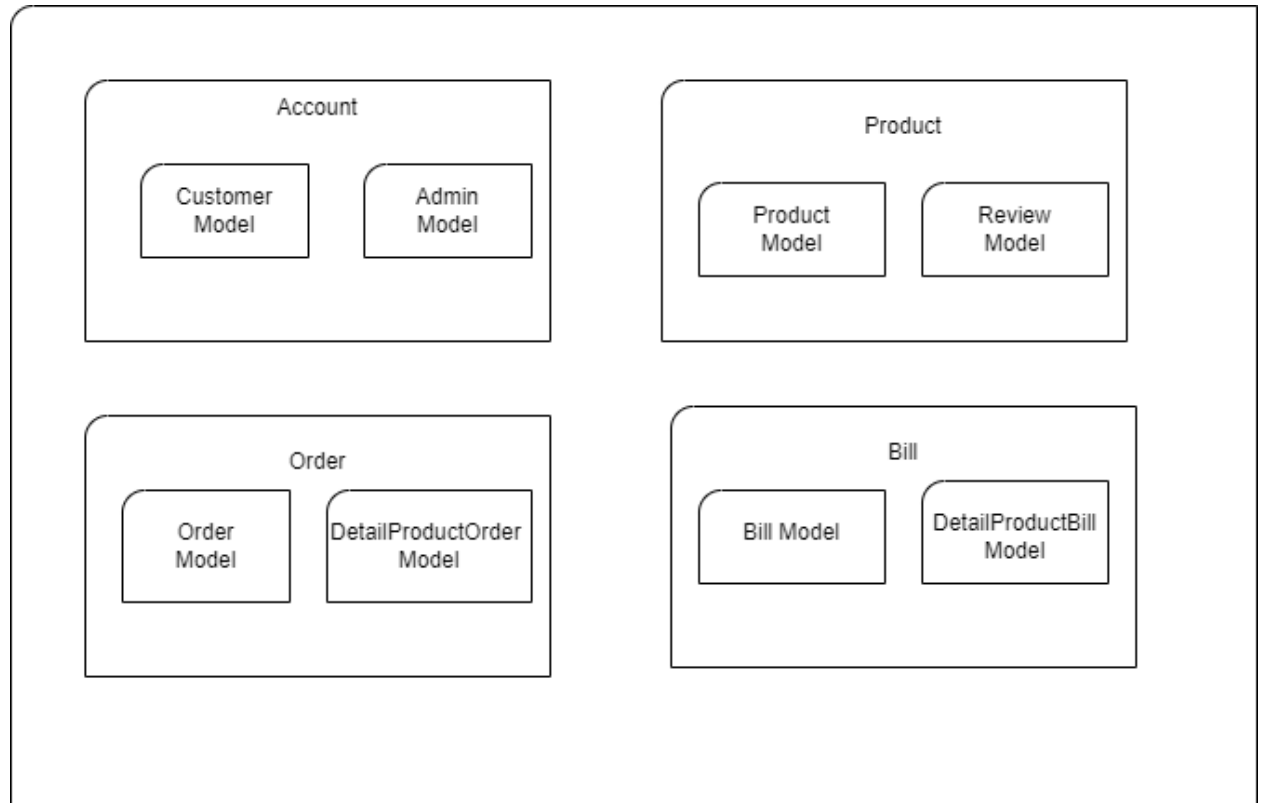 Account
Customer
Model
Admin
Model
Product
Product
Model
Review
Model
Order
Order
Model
DetailProductOrder
Model
Bill
Bill Model
DetailProductBill
Model